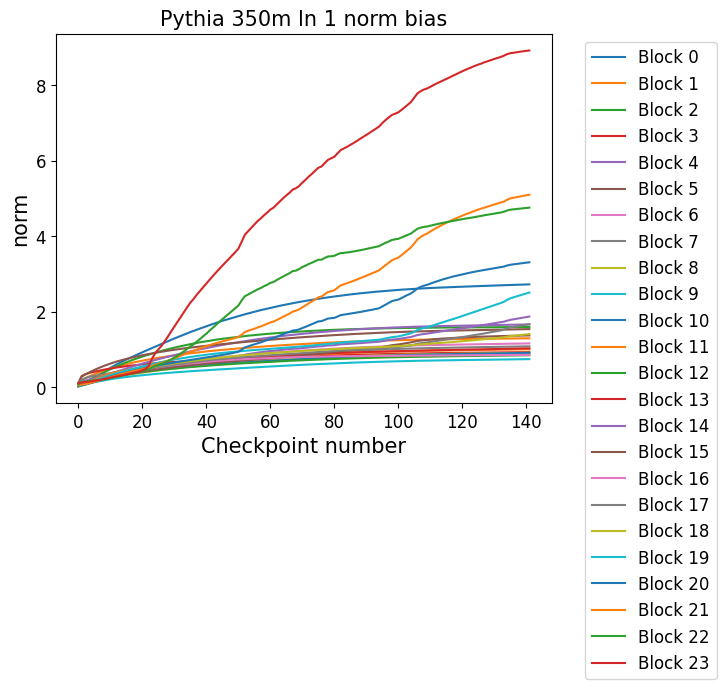 Pythia 350m ln 1 norm bias
norm
8
6
4
2
0
0 20 40 60 80 100 120 140
Checkpoint number
Block 0
Block 1
Block 2
Block 3
Block 4
Block 5
Block 6
Block 7
Block 8
Block 9
Block 10
Block 11
Block 12
Block 13
Block 14
Block 15
Block 16
Block 17
Block 18
Block 19
Block 20
Block 21
Block 22
Block 23